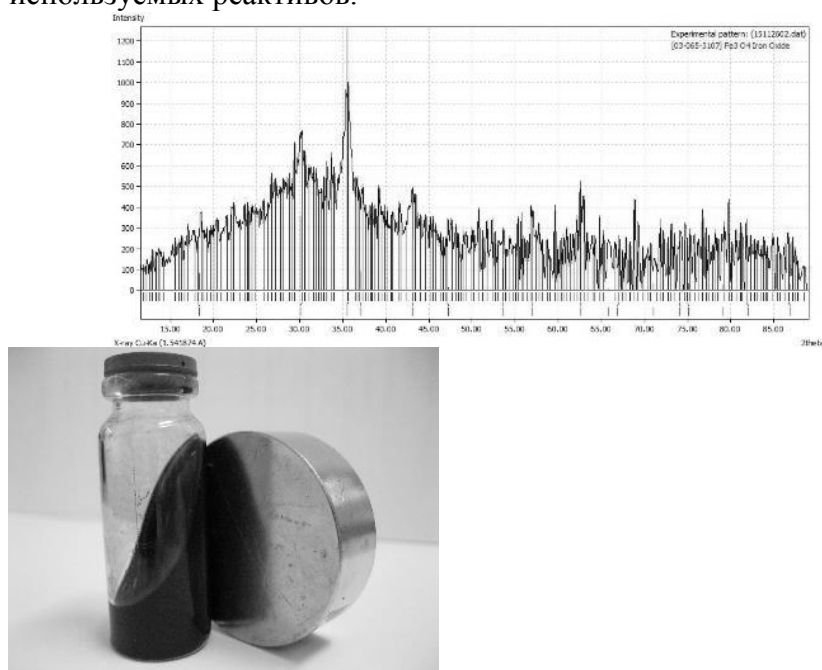 используемых реактивов.
Intensity
Experimental pattern: (15112602.dat)
[03-065-3107] Fe3 O4 Iron Oxide
1200
1100
1000
900
800
700
600
500
400
300
200
100
0
15.00 20.00 25.00 30.00 35.00 40.00 45.00 50.00 55.00 60.00 65.00 70.00 75.00 80.00 85.00
X-ray Cu-Ka (1.541874 A) 2theta